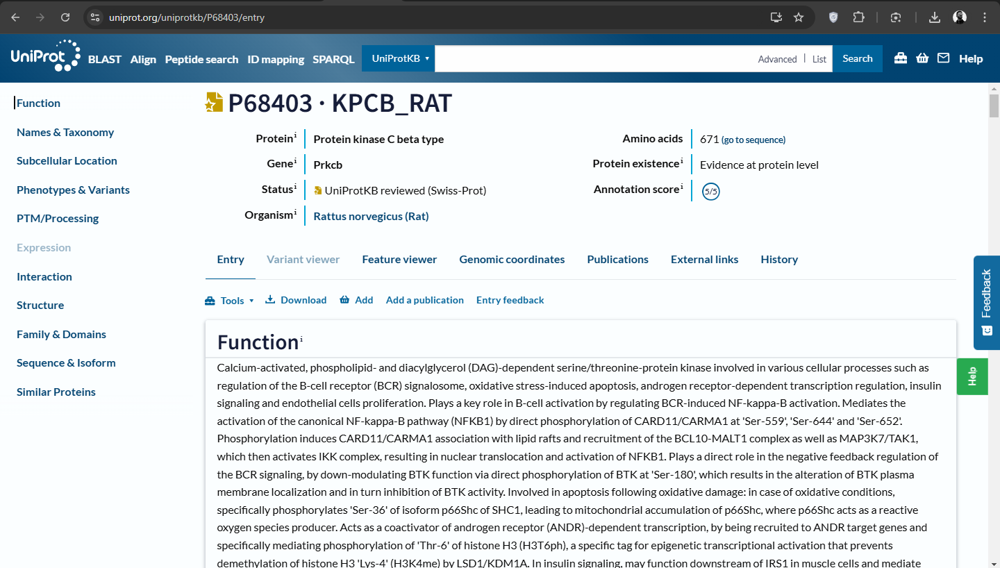 uniprot.org/uniprotkb/P68403/entry
UniProt BLAST Align Peptide search ID mapping SPARQL UniProtKB Advanced | List Search Help
Function
Names & Taxonomy
Subcellular Location
Phenotypes & Variants
PTM/Processing
Expression
Interaction
Structure
Family & Domains
Sequence & Isoform
Similar Proteins
P68403 · KPCB_RAT
Protein i Protein kinase C beta type
Gene i Prkcb
Status i UniProtKB reviewed (Swiss-Prot)
Organism i Rattus norvegicus (Rat)
Amino acids 671 (go to sequence)
Protein existence i Evidence at protein level
Annotation score i 5/5
Entry Variant viewer Feature viewer Genomic coordinates Publications External links History
Tools Download Add Add a publication Entry feedback
Function i
Calcium-activated, phospholipid- and diacylglycerol (DAG)-dependent serine/threonine-protein kinase involved in various cellular processes such as
regulation of the B-cell receptor (BCR) signalosome, oxidative stress-induced apoptosis, androgen receptor-dependent transcription regulation, insulin
signaling and endothelial cells proliferation. Plays a key role in B-cell activation by regulating BCR-induced NF-kappa-B activation. Mediates the
activation of the canonical NF-kappa-B pathway (NFKB1) by direct phosphorylation of CARD11/CARMA1 at 'Ser-559', 'Ser-644' and 'Ser-652'.
Phosphorylation induces CARD11/CARMA1 association with lipid rafts and recruitment of the BCL10-MALT1 complex as well as MAP3K7/TAK1,
which then activates IKK complex, resulting in nuclear translocation and activation of NFKB1. Plays a direct role in the negative feedback regulation of
the BCR signaling, by down-modulating BTK function via direct phosphorylation of BTK at 'Ser-180', which results in the alteration of BTK plasma
membrane localization and in turn inhibition of BTK activity. Involved in apoptosis following oxidative damage: in case of oxidative conditions,
specifically phosphorylates 'Ser-36' of isoform p66Shc of SHC1, leading to mitochondrial accumulation of p66Shc, where p66Shc acts as a reactive
oxygen species producer. Acts as a coactivator of androgen receptor (ANDR)-dependent transcription, by being recruited to ANDR target genes and
specifically mediating phosphorylation of 'Thr-6' of histone H3 (H3T6ph), a specific tag for epigenetic transcriptional activation that prevents
demethylation of histone H3 'Lys-4' (H3K4me) by LSD1/KDM1A. In insulin signaling, may function downstream of IRS1 in muscle cells and mediate
Feedback
Help